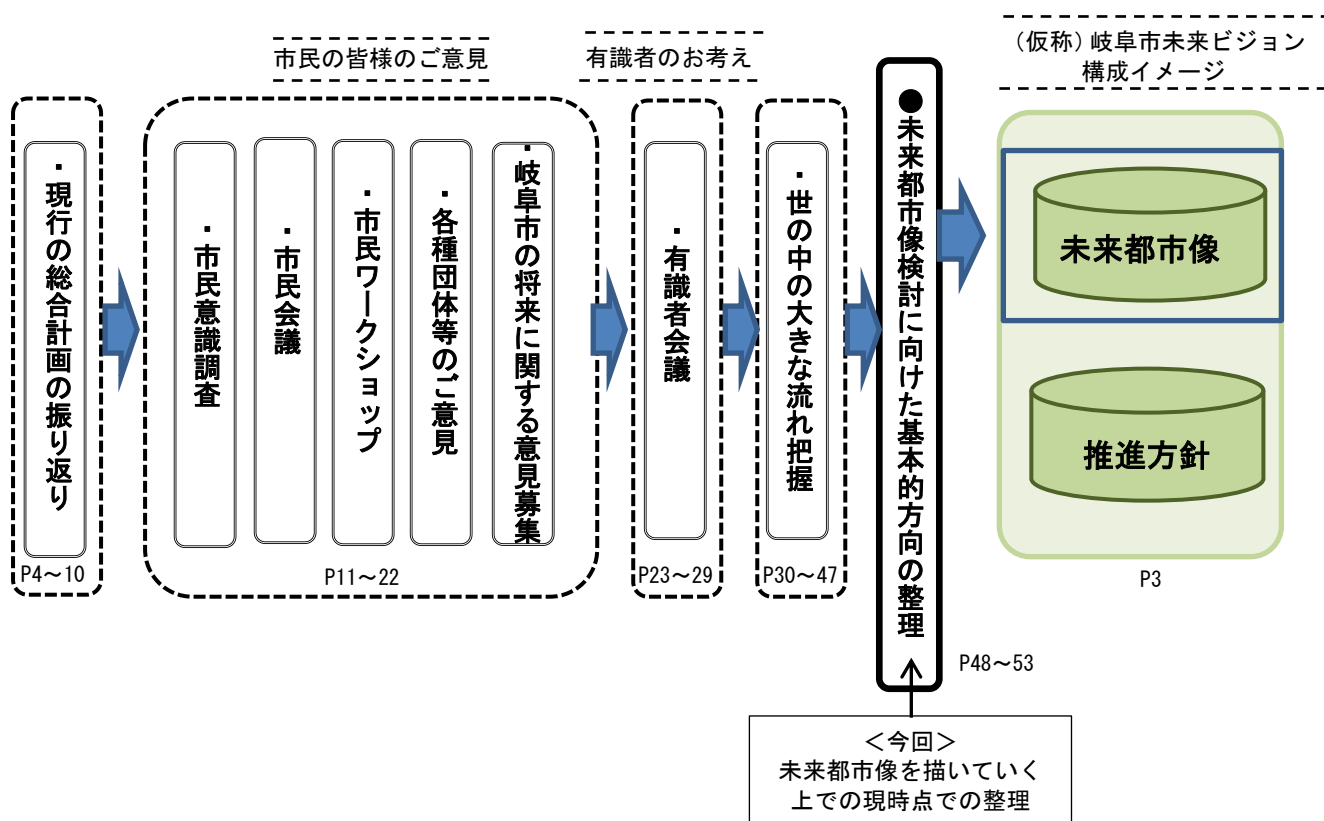 市民の皆様のご意見
有識者のお考え
（仮称）岐阜市未来ビジョン
構成イメージ
・現行の総合計画の振り返り
P4～10
・市民意識調査
・市民会議
・市民ワークショップ
・各種団体等のご意見
・岐阜市の将来に関する意見募集
P11～22
・有識者会議
P23～29
・世の中の大きな流れ把握
P30～47
●未来都市像検討に向けた基本的方向の整理
P48～53
未来都市像
推進方針
P3
＜今回＞
未来都市像を描いていく
上での現時点での整理